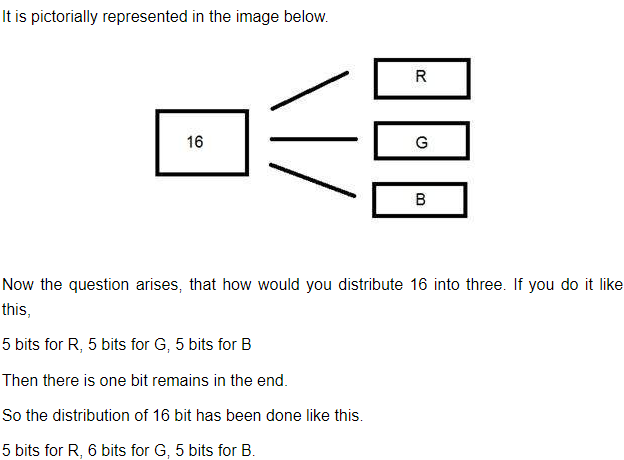 It is pictorially represented in the image below.
R
16
G
B
Now the question arises, that how would you distribute 16 into three. If you do it like
this,
5 bits for R, 5 bits for G, 5 bits for B
Then there is one bit remains in the end.
So the distribution of 16 bit has been done like this.
5 bits for R, 6 bits for G, 5 bits for B.